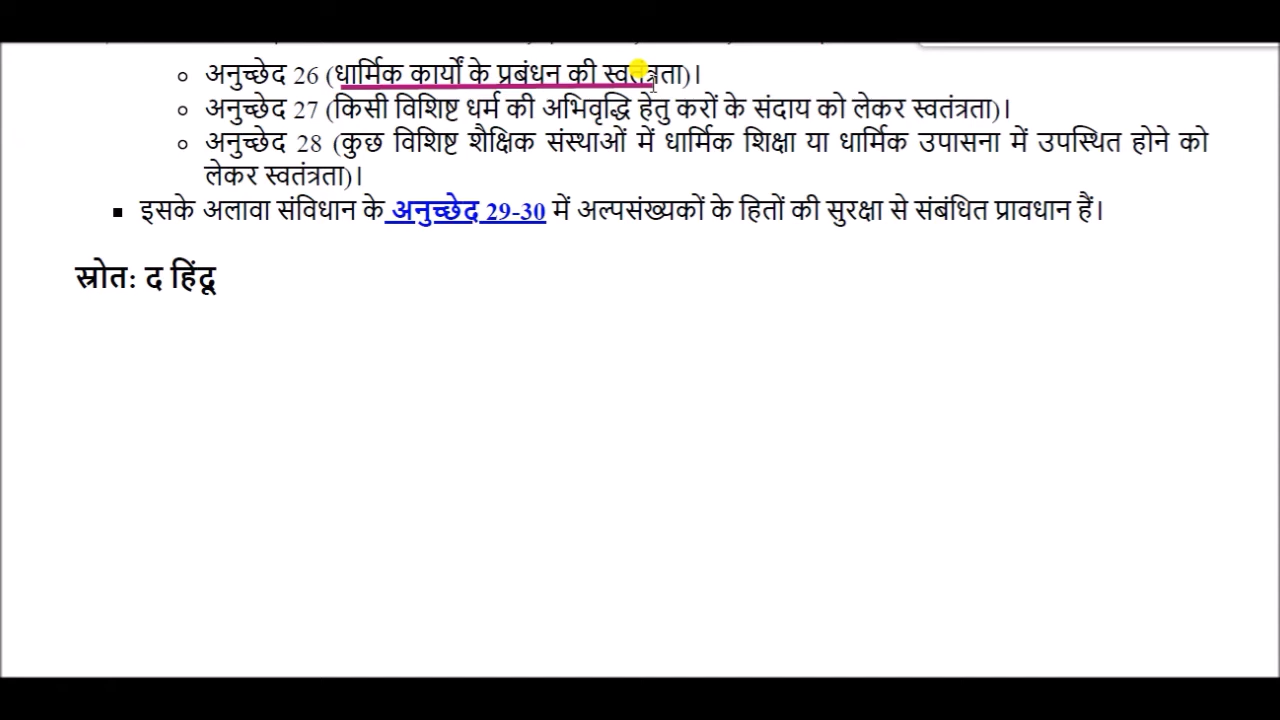 अनुच्छेद 26 (धार्मिक कार्यों के प्रबंधन की स्वतंत्रता)।
अनुच्छेद 27 (किसी विशिष्ट धर्म की अभिवृद्धि हेतु करों के संदाय को लेकर स्वतंत्रता)।
अनुच्छेद 28 (कुछ विशिष्ट शैक्षिक संस्थाओं में धार्मिक शिक्षा या धार्मिक उपासना में उपस्थित होने को
लेकर स्वतंत्रता)।
इसके अलावा संविधान के अनुच्छेद 29-30 में अल्पसंख्यकों के हितों की सुरक्षा से संबंधित प्रावधान हैं।
स्रोतः द हिंदू